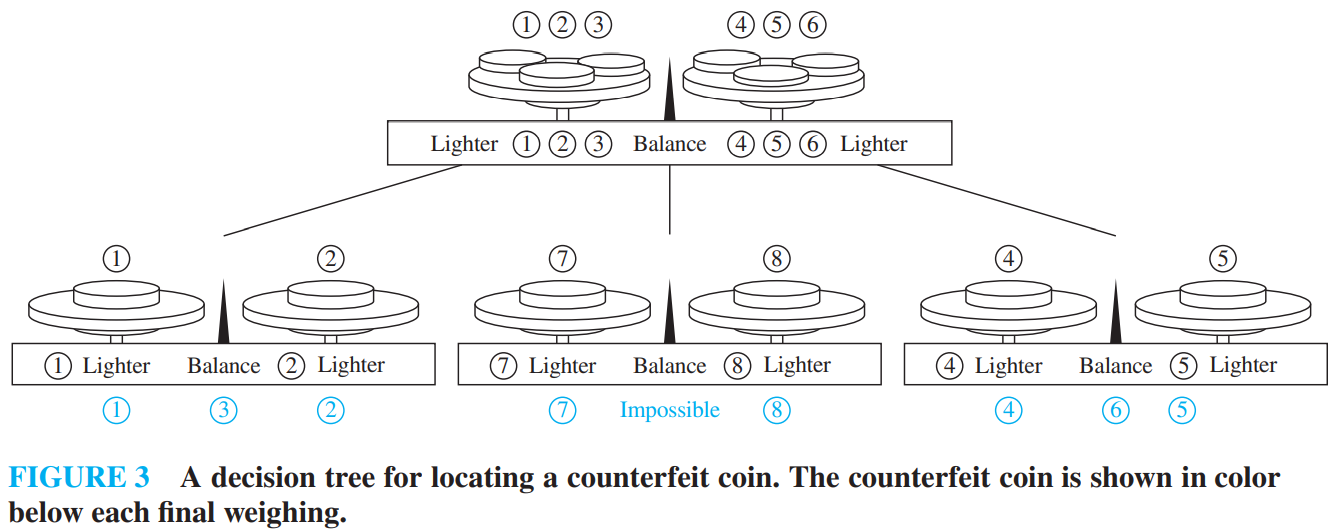 ① ② ③ ④ ⑤ ⑥
Lighter ① ② ③ Balance ④ ⑤ ⑥ Lighter
① ② ⑦ ⑧ ④ ⑤
① Lighter Balance ② Lighter ⑦ Lighter Balance ⑧ Lighter ④ Lighter Balance ⑤ Lighter
① ③ ② ⑦ Impossible ⑧ ④ ⑥ ⑤
FIGURE 3 A decision tree for locating a counterfeit coin. The counterfeit coin is shown in color
below each final weighing.